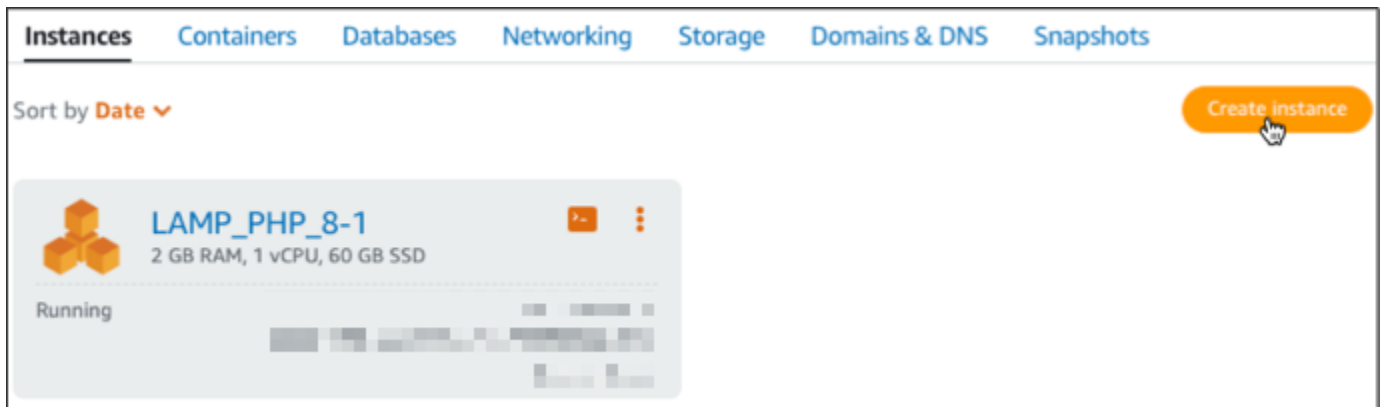 Instances Containers Databases Networking Storage Domains & DNS Snapshots
Sort by Date Create instance
LAMP_PHP_8-1
2 GB RAM, 1 vCPU, 60 GB SSD
Running